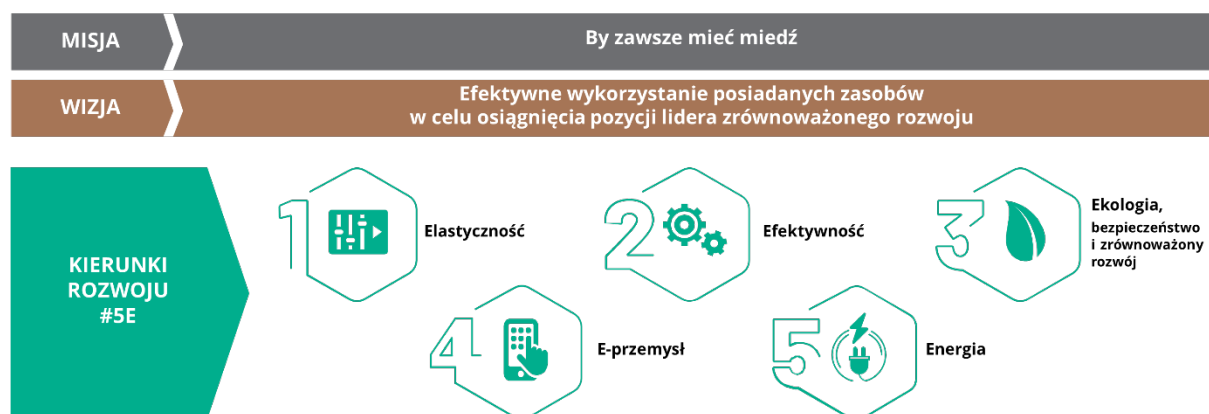 MISJA
By zawsze mieć miedź
WIZJA
Efektywne wykorzystanie posiadanych zasobów
w celu osiągnięcia pozycji lidera zrównoważonego rozwoju
KIERUNKI
ROZWOJU
#5E
1
Elastyczność
2
Efektywność
3
Ekologia,
bezpieczeństwo
i zrównoważony
rozwój
4
E-przemysł
5
Energia